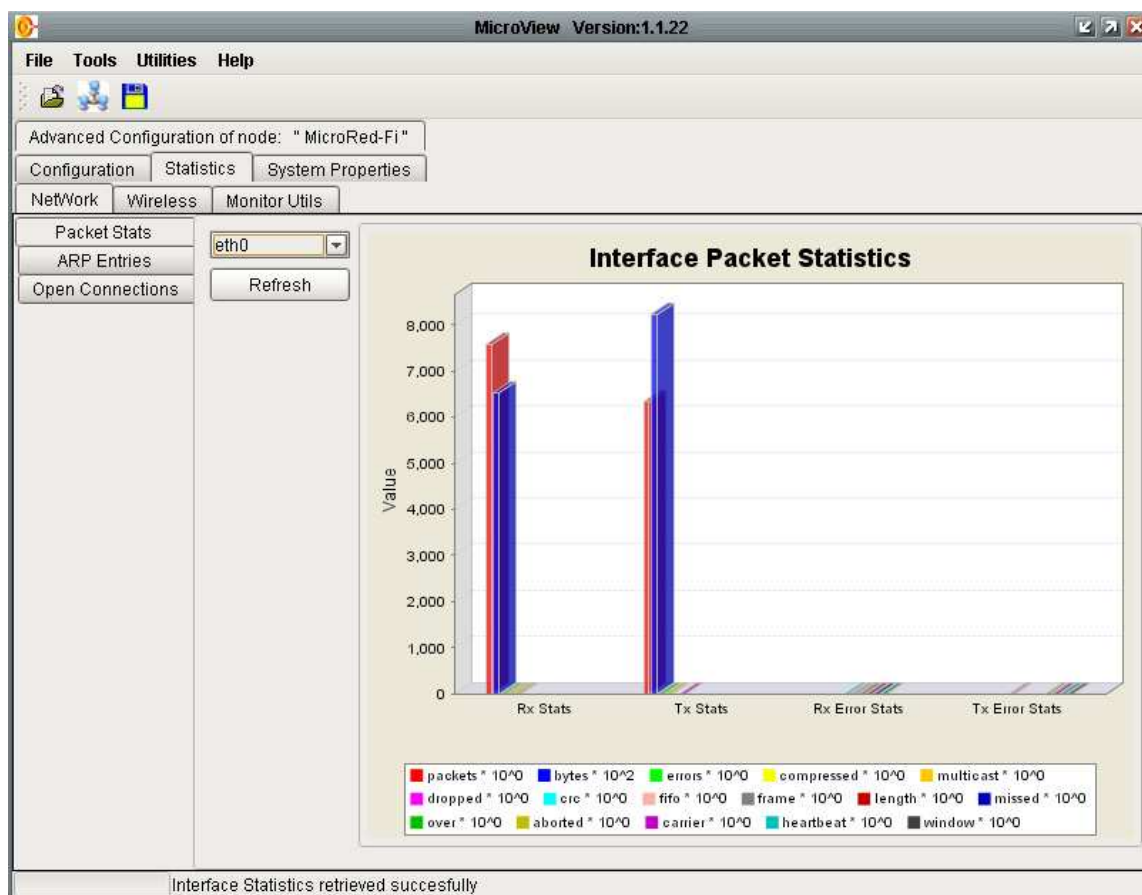 MicroView Version:1.1.22
File Tools Utilities Help
Advanced Configuration of node: "MicroRed-Fi"
Configuration Statistics System Properties
NetWork Wireless Monitor Utils
Packet Stats
ARP Entries
Open Connections
eth0
Refresh
Interface Packet Statistics
Value
8,000
7,000
6,000
5,000
4,000
3,000
2,000
1,000
0
Rx Stats Tx Stats Rx Error Stats Tx Error Stats
packets * 10^0 bytes * 10^2 errors * 10^0 compressed * 10^0 multicast * 10^0
dropped * 10^0 crc * 10^0 fifo * 10^0 frame * 10^0 length * 10^0 missed * 10^0
over * 10^0 aborted * 10^0 carrier * 10^0 heartbeat * 10^0 window * 10^0
Interface Statistics retrieved succesfully